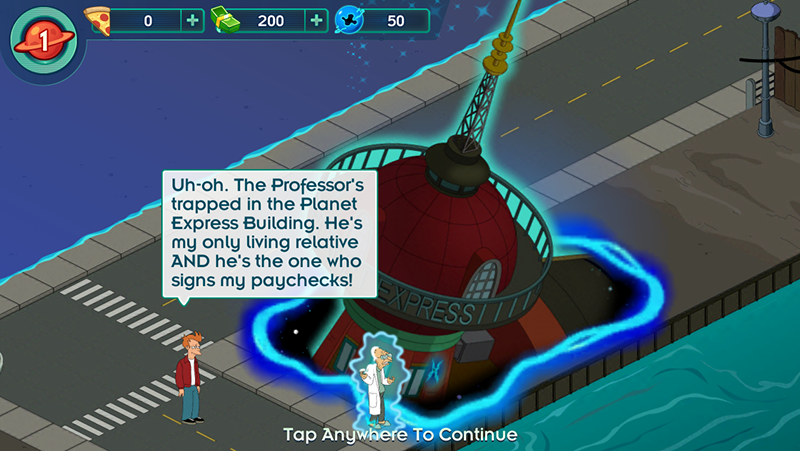 1
0
200
50
Uh-oh. The Professor's
trapped in the Planet
Express Building. He's
my only living relative
AND he's the one who
signs my paychecks!
EXPRESS
Tap Anywhere To Continue